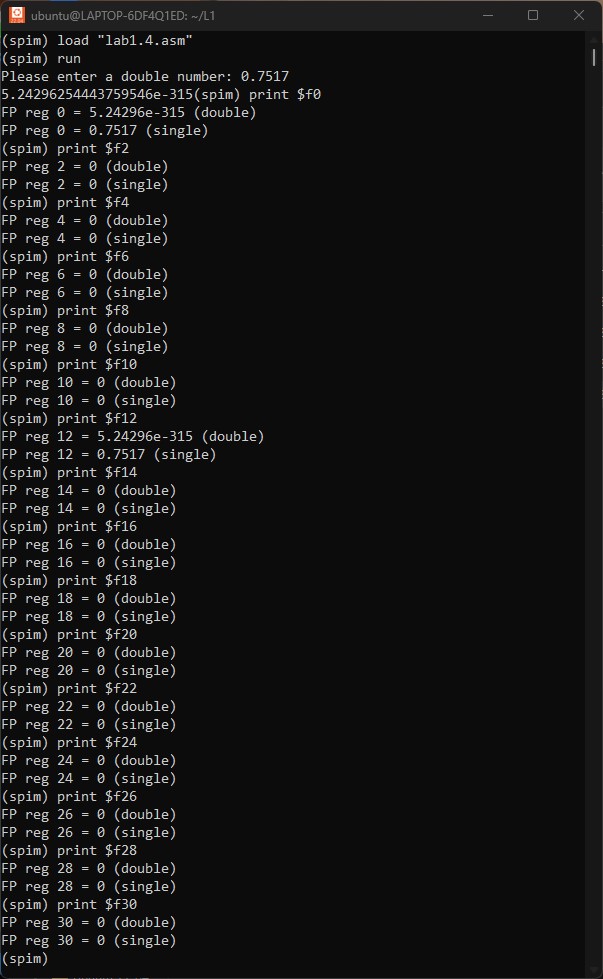 ubuntu@LAPTOP-6DF4Q1ED: ~/L1
(spim) load "lab1.4.asm"
(spim) run
Please enter a double number: 0.7517
5.24296254443759546e-315(spim) print $f0
FP reg 0 = 5.24296e-315 (double)
FP reg 0 = 0.7517 (single)
(spim) print $f2
FP reg 2 = 0 (double)
FP reg 2 = 0 (single)
(spim) print $f4
FP reg 4 = 0 (double)
FP reg 4 = 0 (single)
(spim) print $f6
FP reg 6 = 0 (double)
FP reg 6 = 0 (single)
(spim) print $f8
FP reg 8 = 0 (double)
FP reg 8 = 0 (single)
(spim) print $f10
FP reg 10 = 0 (double)
FP reg 10 = 0 (single)
(spim) print $f12
FP reg 12 = 5.24296e-315 (double)
FP reg 12 = 0.7517 (single)
(spim) print $f14
FP reg 14 = 0 (double)
FP reg 14 = 0 (single)
(spim) print $f16
FP reg 16 = 0 (double)
FP reg 16 = 0 (single)
(spim) print $f18
FP reg 18 = 0 (double)
FP reg 18 = 0 (single)
(spim) print $f20
FP reg 20 = 0 (double)
FP reg 20 = 0 (single)
(spim) print $f22
FP reg 22 = 0 (double)
FP reg 22 = 0 (single)
(spim) print $f24
FP reg 24 = 0 (double)
FP reg 24 = 0 (single)
(spim) print $f26
FP reg 26 = 0 (double)
FP reg 26 = 0 (single)
(spim) print $f28
FP reg 28 = 0 (double)
FP reg 28 = 0 (single)
(spim) print $f30
FP reg 30 = 0 (double)
FP reg 30 = 0 (single)
(spim)